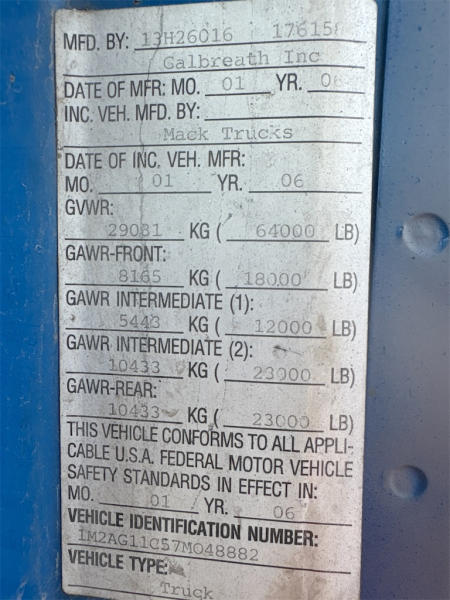 MFD. BY: 13H26016 176158
Galbreath Inc
DATE OF MFR: MO. 01 YR. 0
INC. VEH. MFD. BY:
Mack Trucks
DATE OF INC. VEH. MFR:
MO. 01 YR. 06
GVWR:
29031 KG ( 64000 LB)
GAWR-FRONT:
8165 KG ( 18000 LB)
GAWR INTERMEDIATE (1):
5443 KG ( 12000 LB)
GAWR INTERMEDIATE (2):
10433 KG ( 23000 LB)
GAWR-REAR:
10433 KG ( 23000 LB)
THIS VEHICLE CONFORMS TO ALL APPLI-
CABLE U.S.A. FEDERAL MOTOR VEHICLE
SAFETY STANDARDS IN EFFECT IN:
MO. 01 YR. 06
VEHICLE IDENTIFICATION NUMBER:
1M2AG11C57M048882
VEHICLE TYPE:
Truck